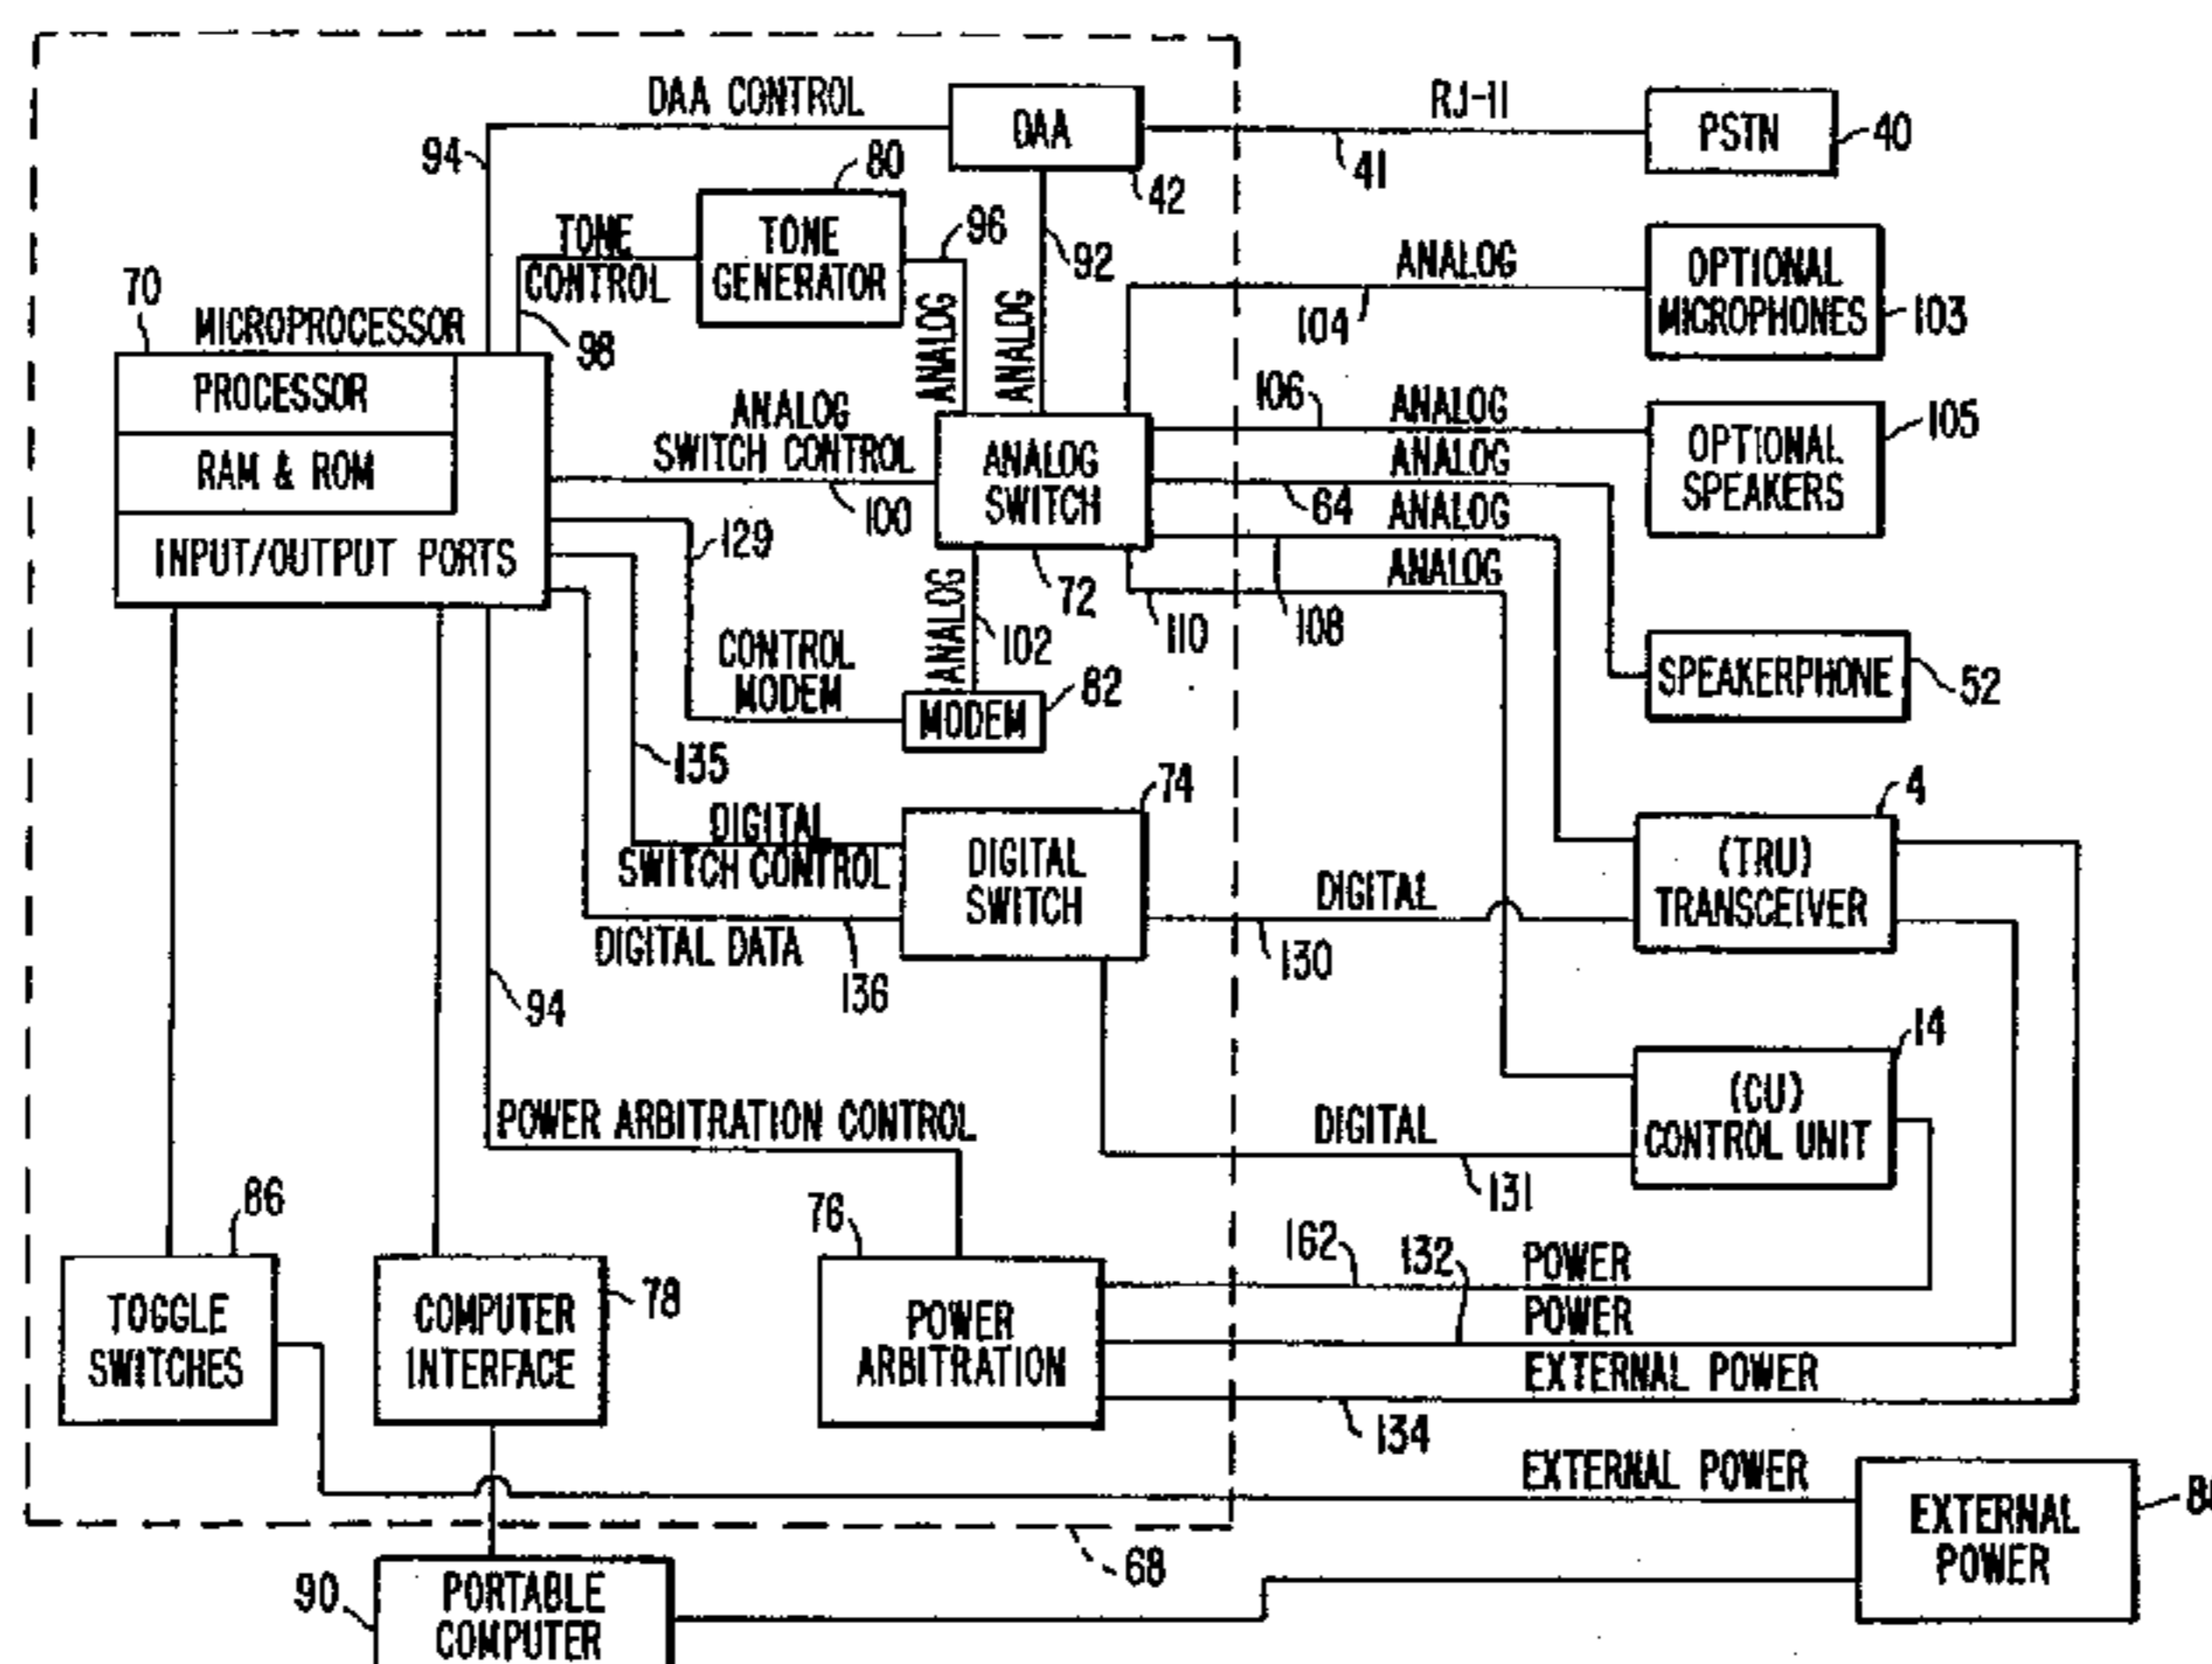 DAA CONTROL
DAA
RJ-11
PSTN
40
94
80
41
42
TONE
CONTROL
TONE
GENERATOR
96
92
ANALOG
OPTIONAL
MICROPHONES
103
104
70
MICROPROCESSOR
98
ANALOG
ANALOG
PROCESSOR
RAM & ROM
INPUT/OUTPUT PORTS
ANALOG
SWITCH CONTROL
100
ANALOG
SWITCH
72
106
ANALOG
OPTIONAL
SPEAKERS
105
ANALOG
64
ANALOG
108
ANALOG
110
129
ANALOG
102
CONTROL
MODEM
MODEM
82
SPEAKERPHONE
52
135
74
4
DIGITAL
SWITCH CONTROL
DIGITAL
SWITCH
DIGITAL
130
(TRU)
TRANSCEIVER
DIGITAL DATA
136
94
14
(CU)
CONTROL UNIT
POWER ARBITRATION CONTROL
DIGITAL
131
86
76
162
132
POWER
TOGGLE
SWITCHES
COMPUTER
INTERFACE
78
POWER
ARBITRATION
POWER
EXTERNAL POWER
134
EXTERNAL POWER
EXTERNAL
POWER
68
90
PORTABLE
COMPUTER